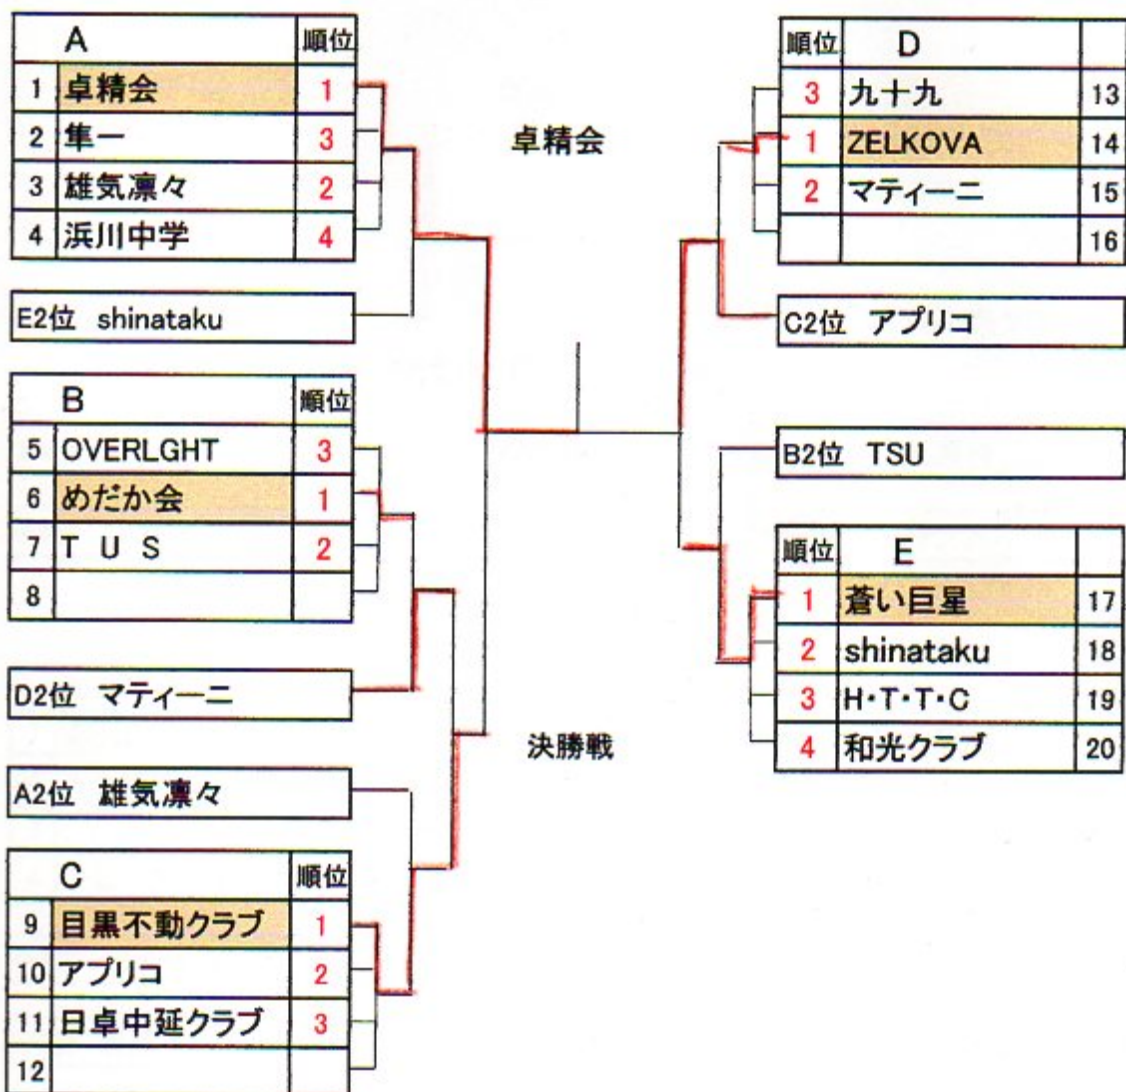 A 順位
1 卓精会 1
2 隼一 3
3 雄気凛々 2
4 浜川中学 4
E2位 shinataku
B 順位
5 OVERLGHT 3
6 めだか会 1
7 T U S 2
8
D2位 マティーニ
A2位 雄気凛々
C 順位
9 目黒不動クラブ 1
10 アプリコ 2
11 日卓中延クラブ 3
12
卓精会
決勝戦
順位 D
3 九十九 13
1 ZELKOVA 14
2 マティーニ 15
16
C2位 アプリコ
B2位 TSU
順位 E
1 蒼い巨星 17
2 shinataku 18
3 H・T・T・C 19
4 和光クラブ 20